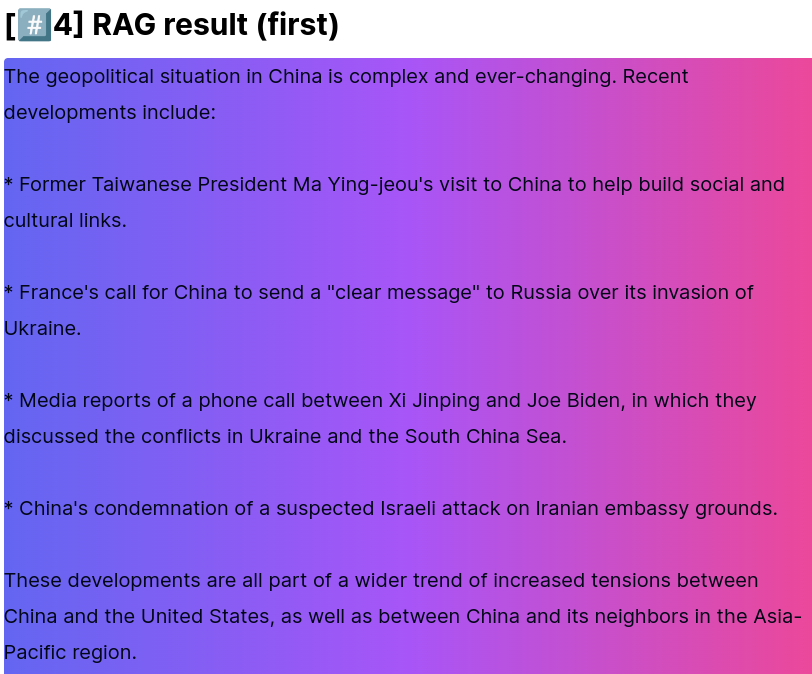 [#️⃣4] RAG result (first)
The geopolitical situation in China is complex and ever-changing. Recent
developments include:
* Former Taiwanese President Ma Ying-jeou's visit to China to help build social and
cultural links.
* France's call for China to send a "clear message" to Russia over its invasion of
Ukraine.
* Media reports of a phone call between Xi Jinping and Joe Biden, in which they
discussed the conflicts in Ukraine and the South China Sea.
* China's condemnation of a suspected Israeli attack on Iranian embassy grounds.
These developments are all part of a wider trend of increased tensions between
China and the United States, as well as between China and its neighbors in the Asia-
Pacific region.